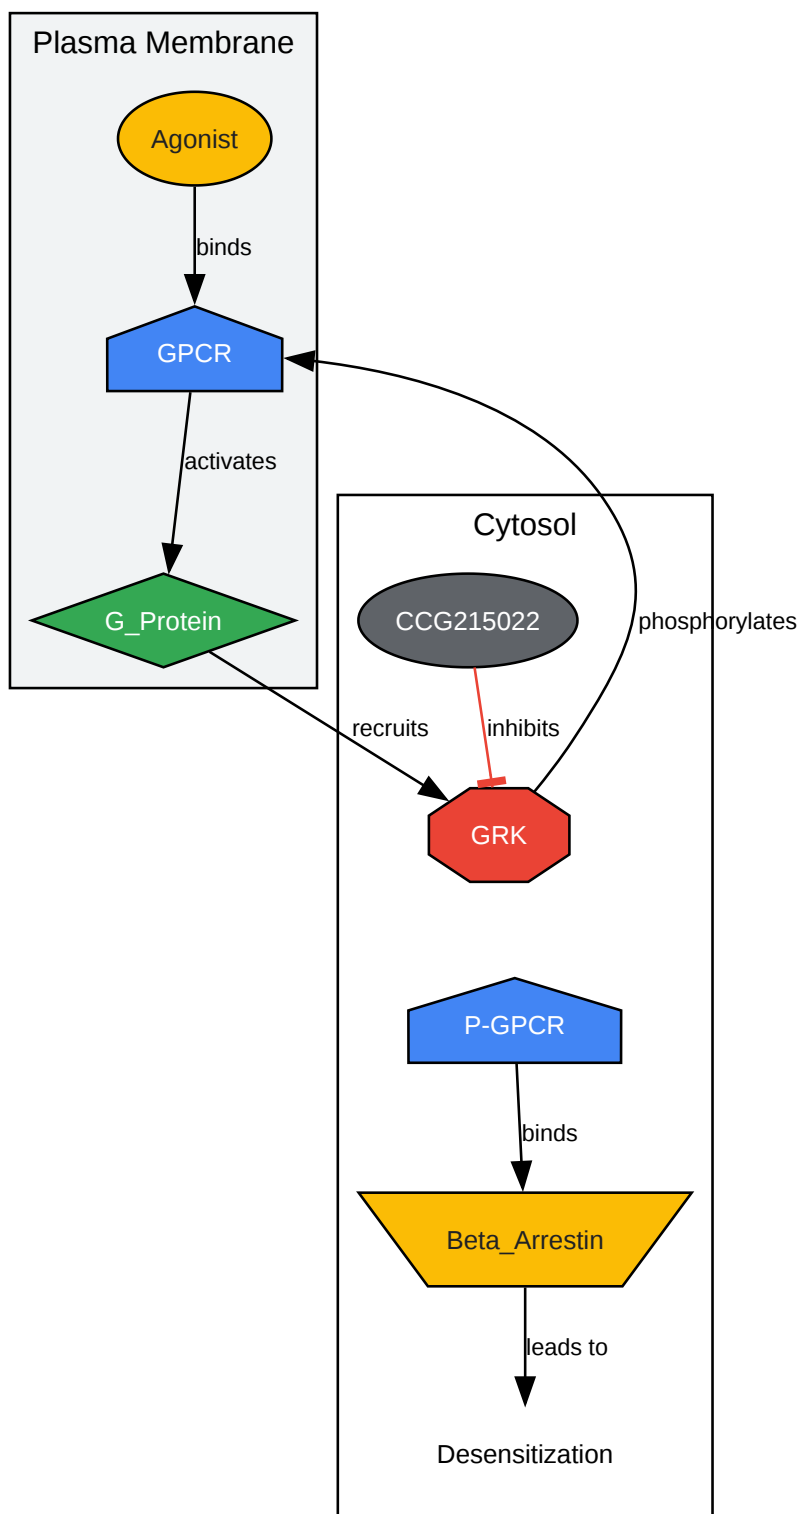 Plasma Membrane
Agonist
binds
GPCR
activates
Cytosol
G_Protein
CCG215022
phosphorylates
recruits
inhibits
GRK
P-GPCR
binds
Beta_Arrestin
leads to
Desensitization